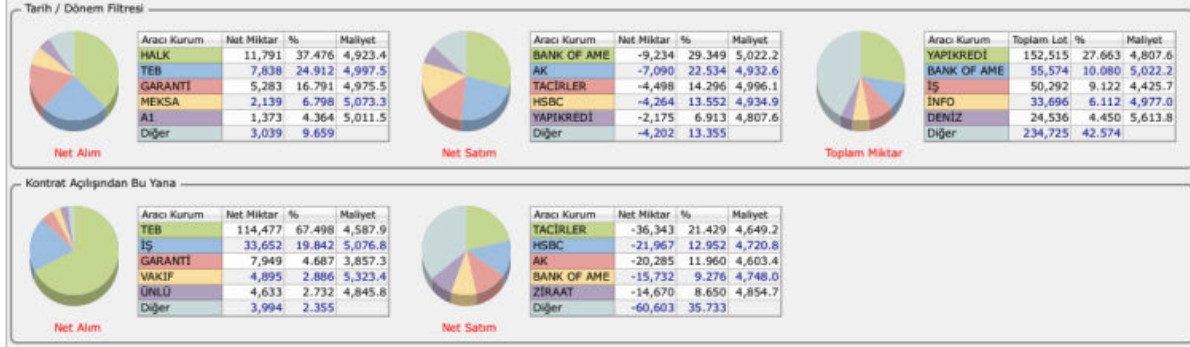 Tarih / Dönem Filtresi
Aracı Kurum Net Miktar % Maliyet
HALK 11,791 37.476 4,923.4
TEB 7,838 24.912 4,997.5
GARANTİ 5,283 16.791 4,975.5
MEKSA 2,139 6.798 5,073.3
A1 1,373 4.364 5,011.5
Diğer 3,039 9.659
Net Alım
Aracı Kurum Net Miktar % Maliyet
BANK OF AME -9,234 29.349 5,022.2
AK -7,090 22.534 4,932.6
TACİRLER -4,498 14.296 4,996.1
HSBC -4,264 13.552 4,934.9
YAPIKREDİ -2,175 6.913 4,807.6
Diğer -4,202 13.355
Net Satım
Aracı Kurum Toplam Lot % Maliyet
YAPIKREDİ 152,515 27.663 4,807.6
BANK OF AME 55,574 10.080 5,022.2
İŞ 50,292 9.122 4,425.7
İNFO 33,696 6.112 4,977.0
DENİZ 24,536 4.450 5,613.8
Diğer 234,725 42.574
Toplam Miktar
Kontrat Açılışından Bu Yana
Aracı Kurum Net Miktar % Maliyet
TEB 114,477 67.498 4,587.9
İŞ 33,652 19.842 5,076.8
GARANTİ 7,949 4.687 3,857.3
VAKIF 4,895 2.886 5,323.4
ÜNLÜ 4,633 2.732 4,845.8
Diğer 3,994 2.355
Net Alım
Aracı Kurum Net Miktar % Maliyet
TACİRLER -36,343 21.429 4,649.2
HSBC -21,967 12.952 4,720.8
AK -20,285 11.960 4,603.4
BANK OF AME -15,732 9.276 4,748.0
ZİRAAT -14,670 8.650 4,854.7
Diğer -60,603 35.733
Net Satım